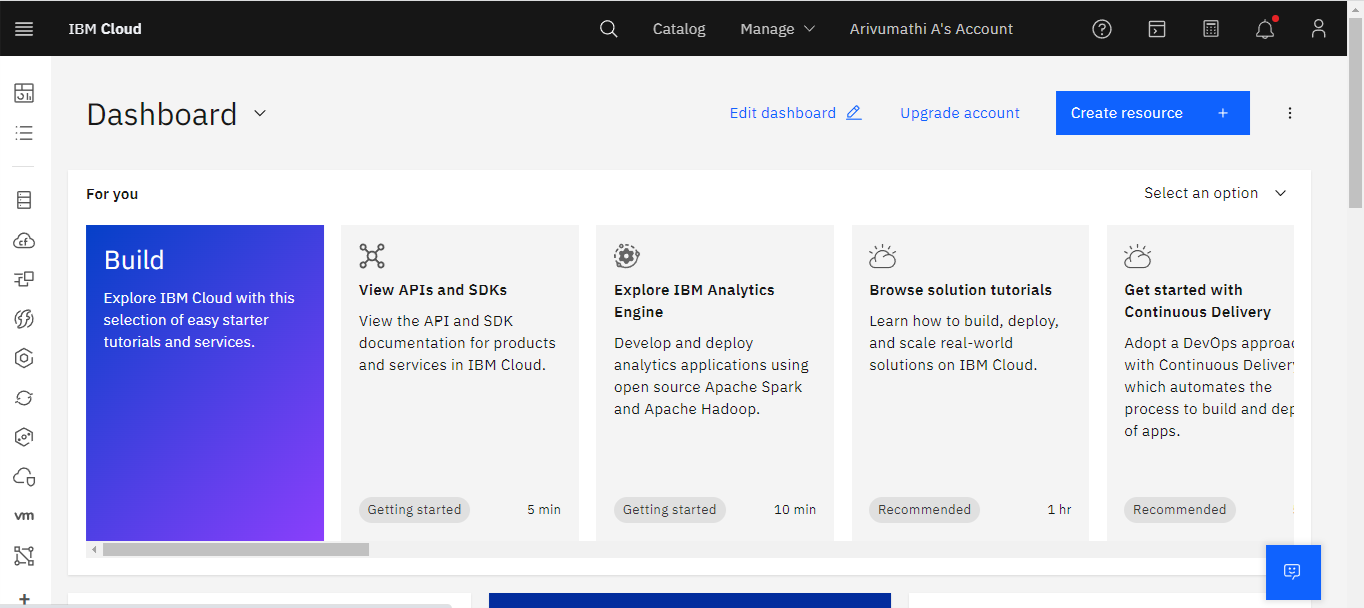 IBM Cloud
Catalog
Manage
Arivumathi A's Account
Dashboard
Edit dashboard
Upgrade account
Create resource +
For you
Select an option
Build
Explore IBM Cloud with this
selection of easy starter
tutorials and services.
View APIs and SDKs
View the API and SDK
documentation for products
and services in IBM Cloud.
Getting started
5 min
Explore IBM Analytics
Engine
Develop and deploy
analytics applications using
open source Apache Spark
and Apache Hadoop.
Getting started
10 min
Browse solution tutorials
Learn how to build, deploy,
and scale real-world
solutions on IBM Cloud.
Recommended
1 hr
Get started with
Continuous Delivery
Adopt a DevOps approac
with Continuous Delivery
which automates the
process to build and dep
of apps.
Recommended
cf
vm